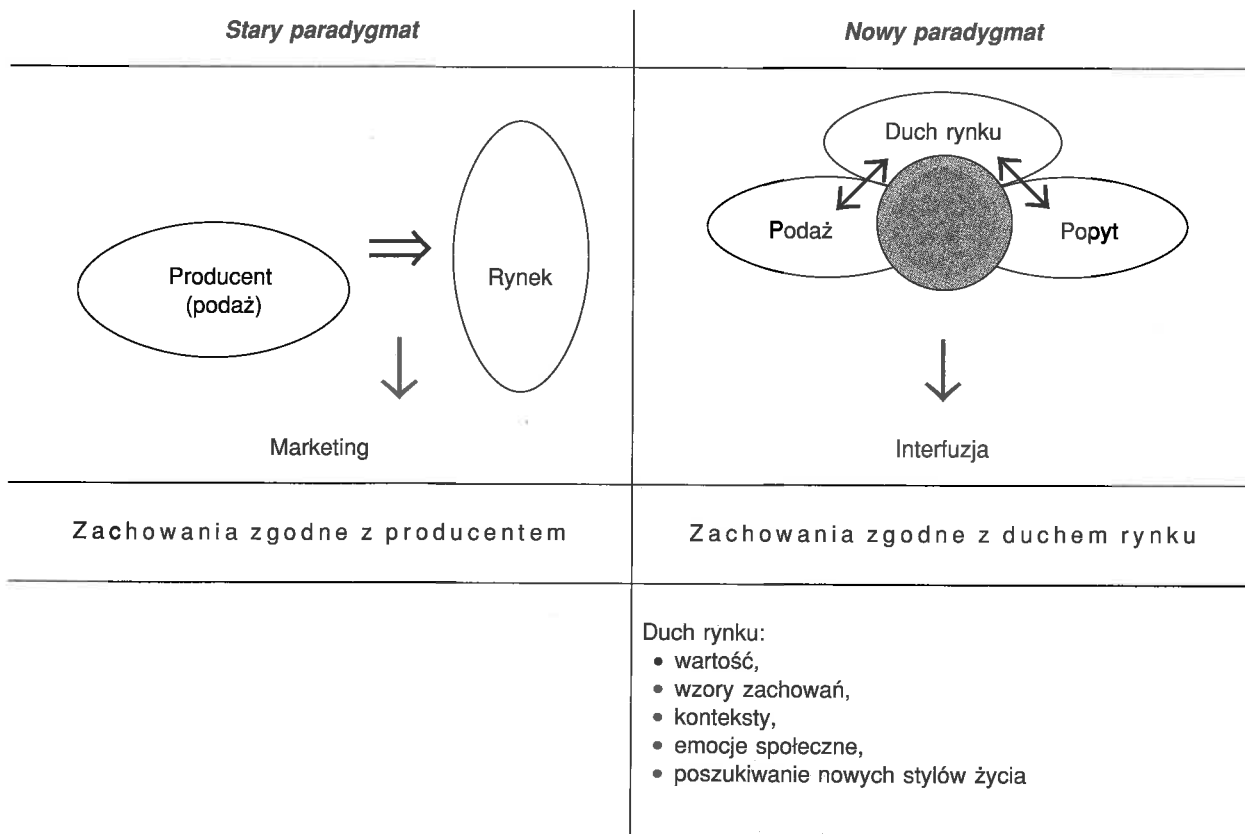 Stary paradygmat
Nowy paradygmat
Producent
(podaż)
Rynek
Marketing
Duch rynku
Podaż
Popyt
Interfuzja
Zachowania zgodne z producentem
Zachowania zgodne z duchem rynku
Duch rynku:
• wartość,
• wzory zachowań,
• konteksty,
• emocje społeczne,
• poszukiwanie nowych stylów życia